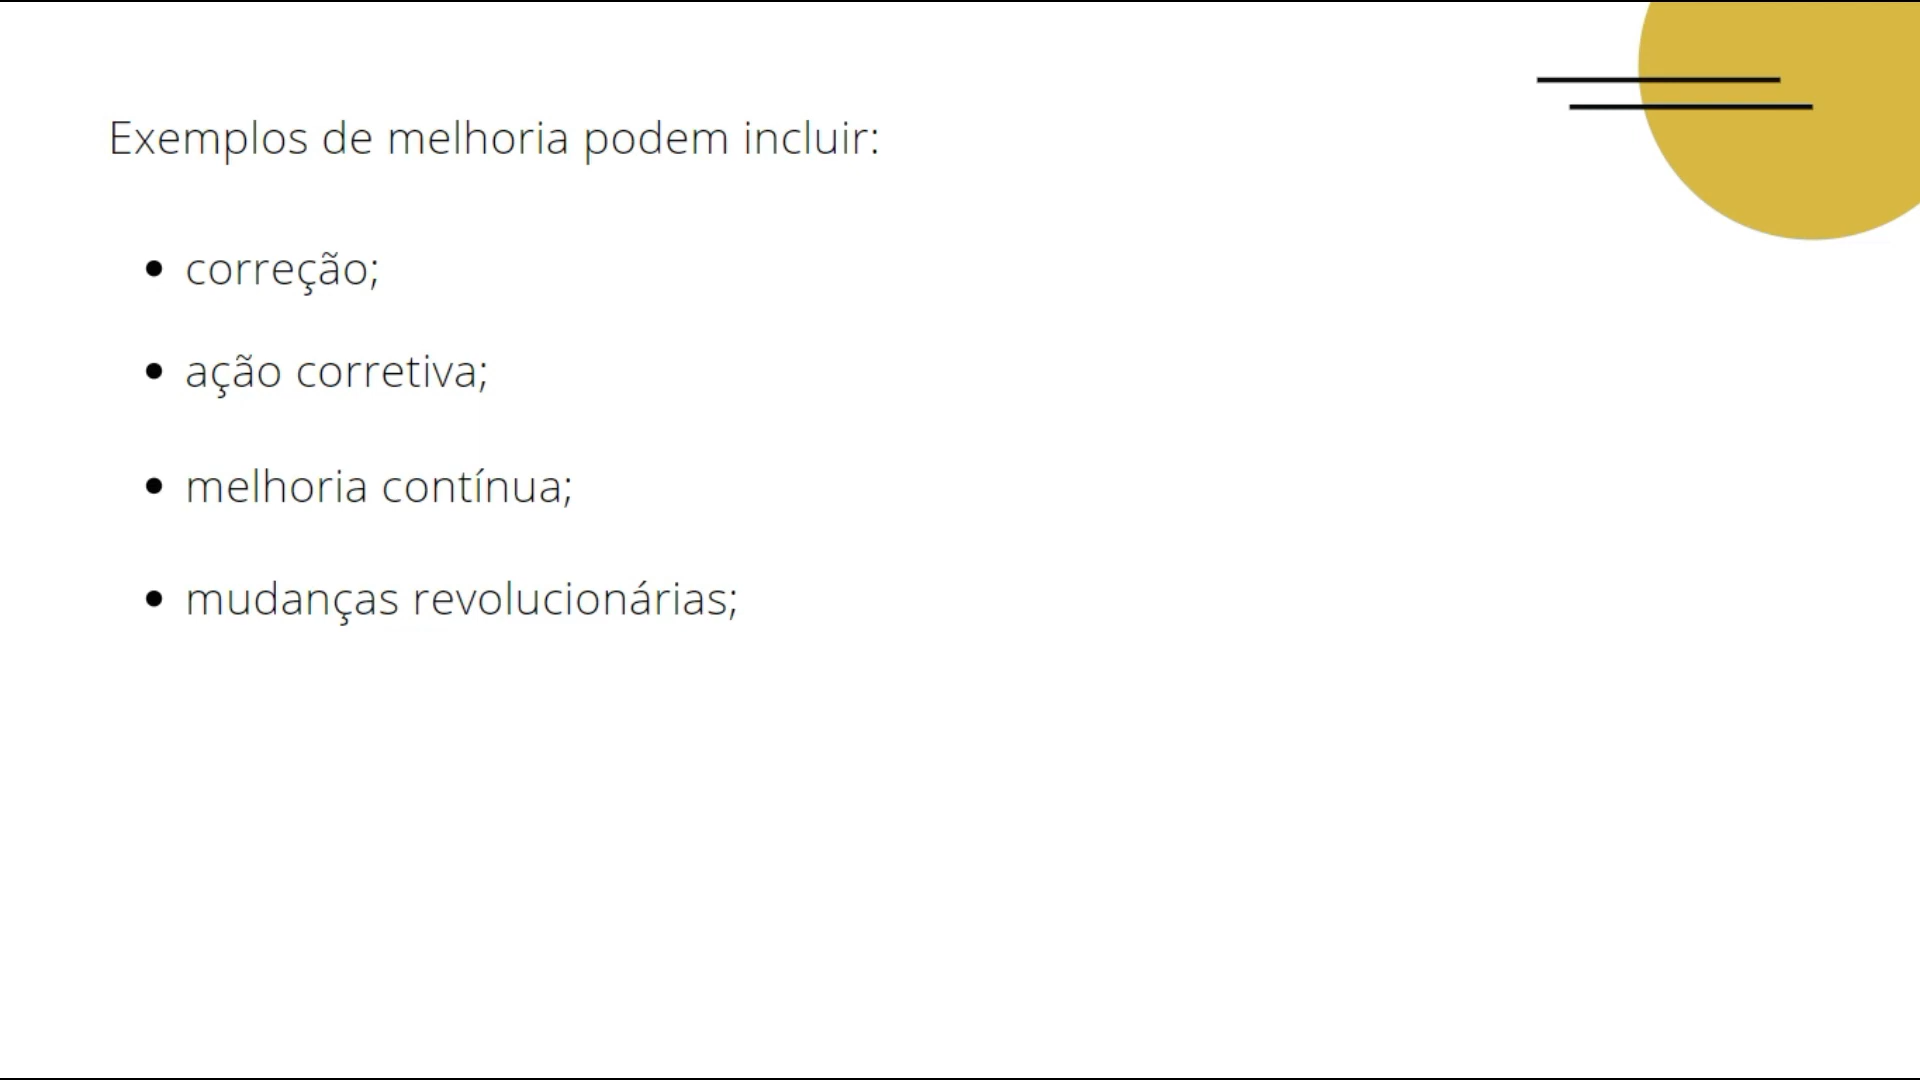 Exemplos de melhoria podem incluir:
• correção;
• ação corretiva;
• melhoria contínua;
• mudanças revolucionárias;